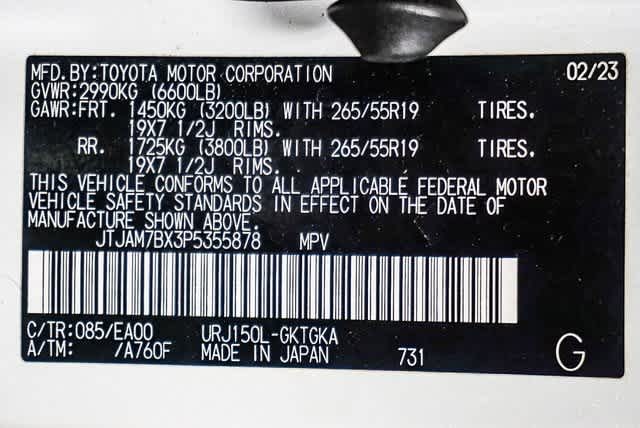 MFD.BY:TOYOTA MOTOR CORPORATION 02/23
GVWR:2990KG (6600LB)
GAWR:FRT. 1450KG (3200LB) WITH 265/55R19 TIRES.
19X7 1/2J RIMS.
RR. 1725KG (3800LB) WITH 265/55R19 TIRES.
19X7 1/2J RIMS.
THIS VEHICLE CONFORMS TO ALL APPLICABLE FEDERAL MOTOR
VEHICLE SAFETY STANDARDS IN EFFECT ON THE DATE OF
MANUFACTURE SHOWN ABOVE.
JTJAM7BX3P5355878 MPV
C/TR:085/EA00 URJ150L-GKTGKA
A/TM: /A760F MADE IN JAPAN 731 G